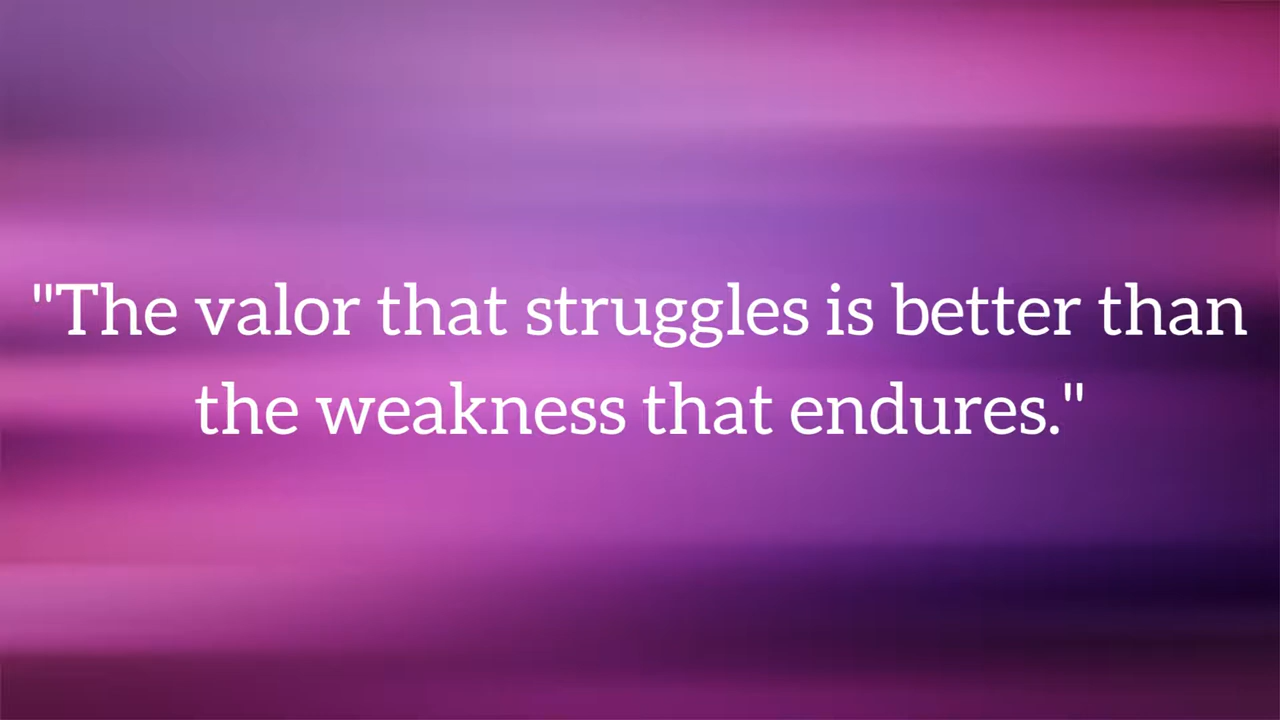 "The valor that struggles is better than
the weakness that endures."